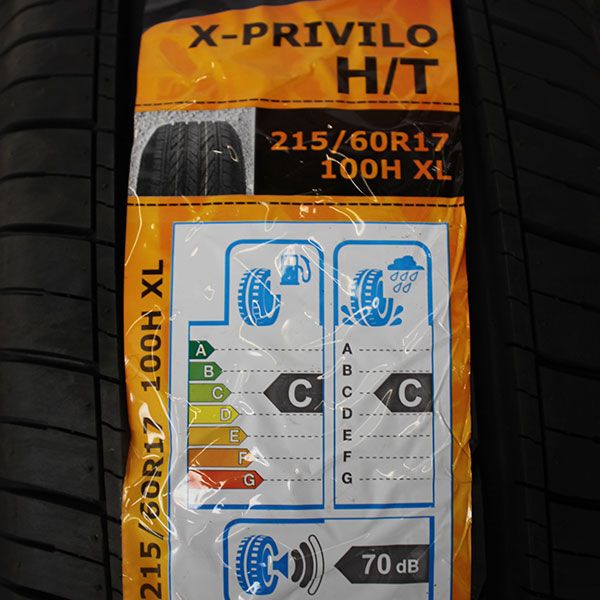 X-PRIVILO
H/T
215/60R17
100H XL
215/60R17 100H XL
A
B
C
D
E
F
G
C
A
B
C
D
E
F
G
C
70 dB